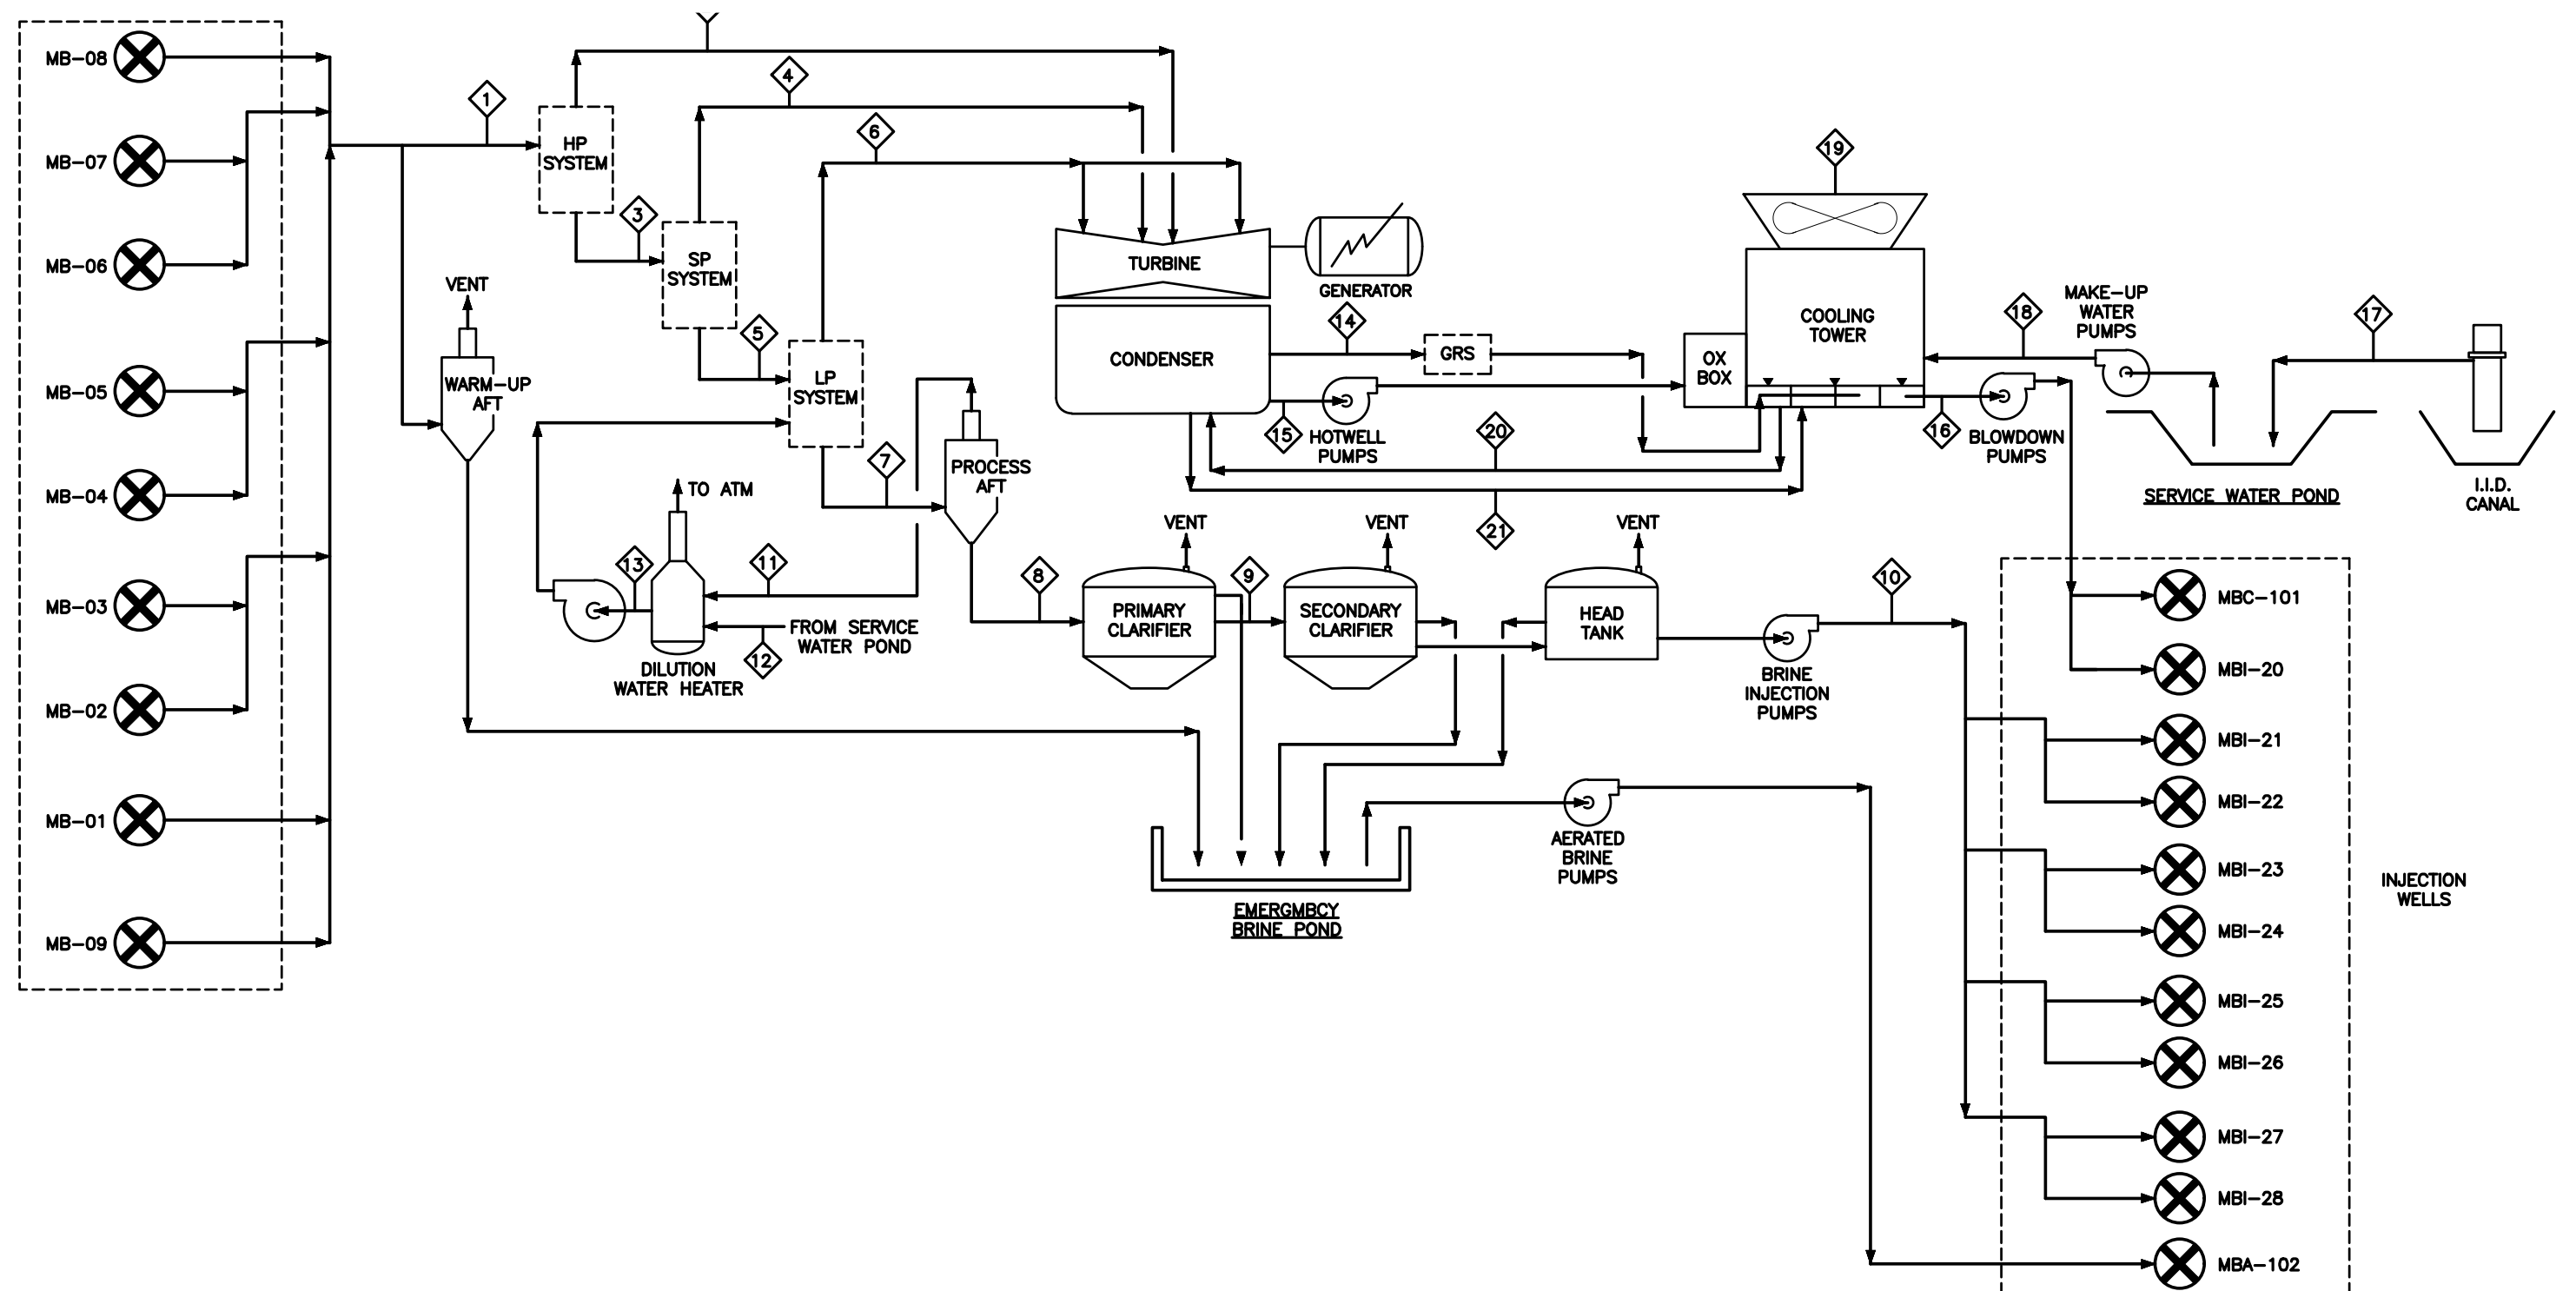 MB-08
MB-07
MB-06
MB-05
MB-04
MB-03
MB-02
MB-01
MB-09
1
HP
SYSTEM
3
4
SP
SYSTEM
5
6
LP
SYSTEM
7
VENT
WARM-UP
AFT
TO ATM
13
11
FROM SERVICE
WATER POND
12
DILUTION
WATER HEATER
PROCESS
AFT
TURBINE
GENERATOR
CONDENSER
14
GRS
15
HOTWELL
PUMPS
20
21
19
COOLING
TOWER
OX
BOX
18
MAKE-UP
WATER
PUMPS
16
BLOWDOWN
PUMPS
17
SERVICE WATER POND
I.I.D.
CANAL
8
VENT
PRIMARY
CLARIFIER
9
VENT
SECONDARY
CLARIFIER
VENT
HEAD
TANK
10
BRINE
INJECTION
PUMPS
AERATED
BRINE
PUMPS
EMERGMBCY
BRINE POND
MBC-101
MBI-20
MBI-21
MBI-22
MBI-23
MBI-24
MBI-25
MBI-26
MBI-27
MBI-28
MBA-102
INJECTION
WELLS